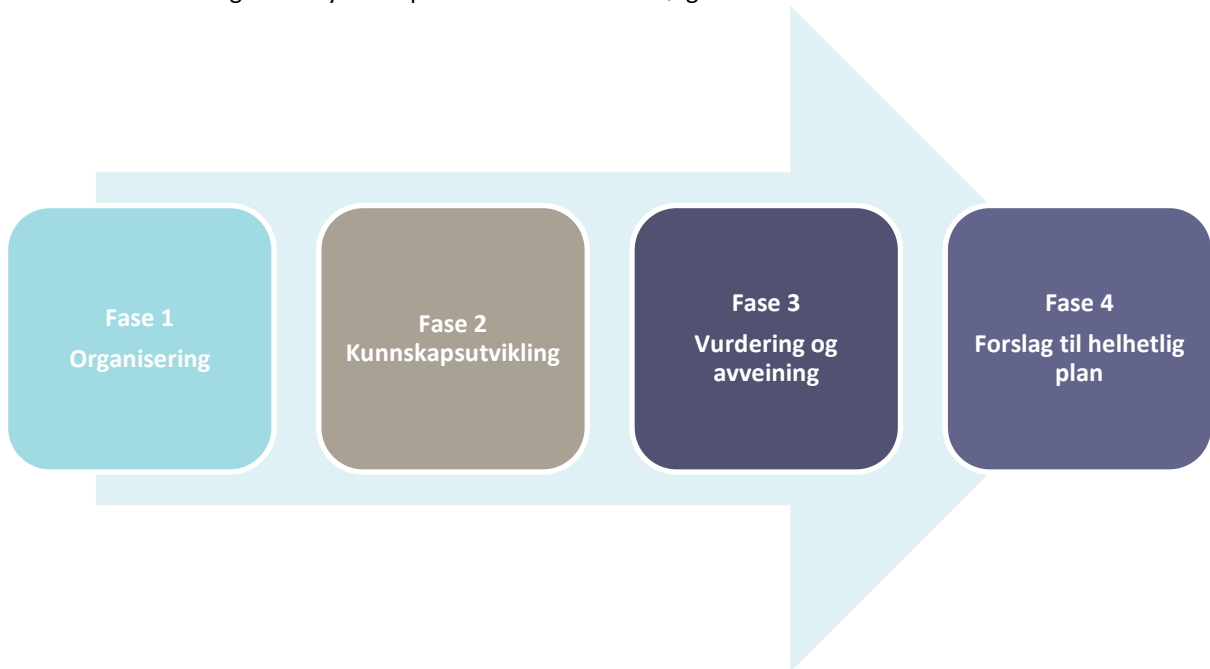 Fase 1
Organisering
Fase 2
Kunnskapsutvikling
Fase 3
Vurdering og
avveining
Fase 4
Forslag til helhetlig
plan